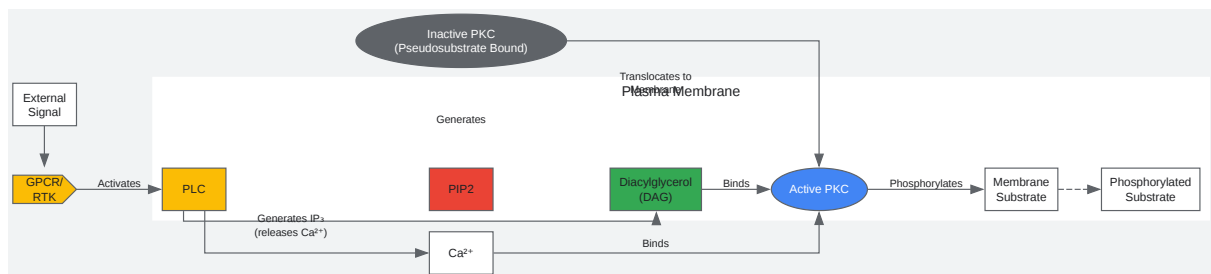 Inactive PKC
(Pseudosubstrate Bound)
Translocates to
Membrane
Plasma Membrane
External
Signal
Generates
GPCR/
RTK
Activates
PLC
PIP2
Diacylglycerol
(DAG)
Binds
Active PKC
Phosphorylates
Membrane
Substrate
Phosphorylated
Substrate
Generates IP₃
(releases Ca²⁺)
Ca²⁺
Binds